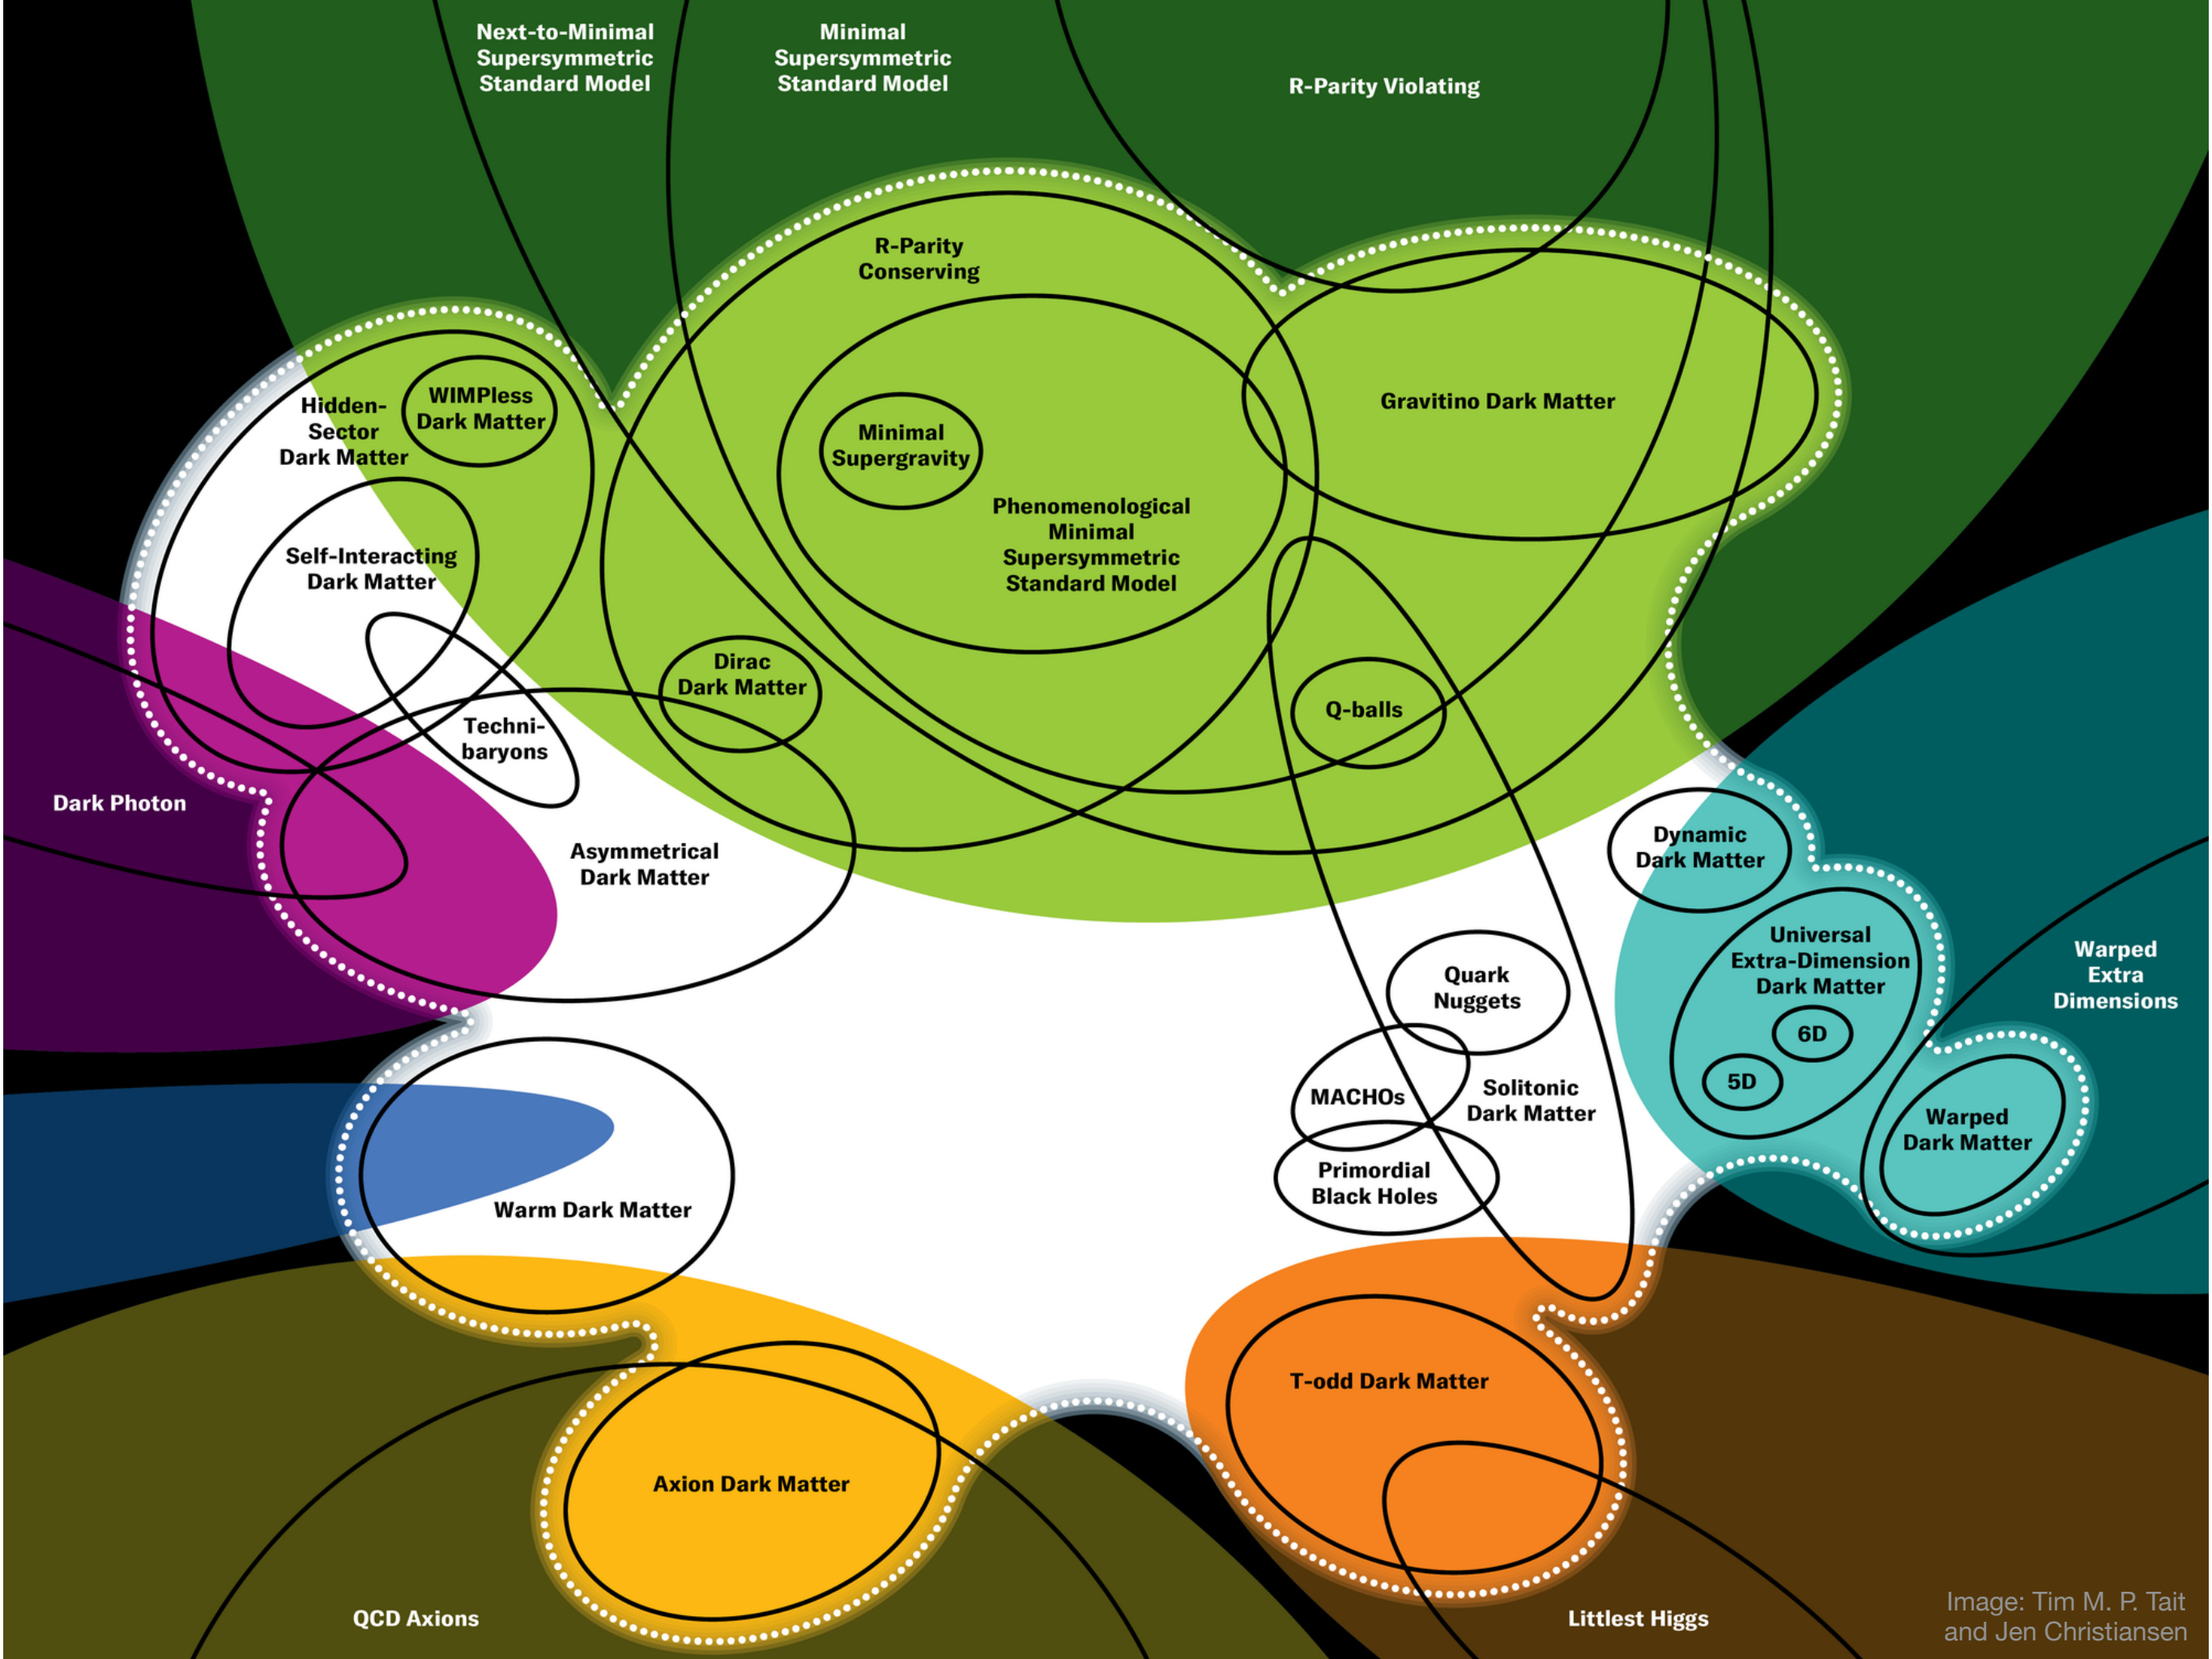 Next-to-Minimal
Supersymmetric
Standard Model
Minimal
Supersymmetric
Standard Model
R-Parity Violating
R-Parity
Conserving
Hidden-
Sector
Dark Matter
WIMPless
Dark Matter
Minimal
Supergravity
Gravitino Dark Matter
Phenomenological
Minimal
Supersymmetric
Standard Model
Self-Interacting
Dark Matter
Dirac
Dark Matter
Q-balls
Techni-
baryons
Dark Photon
Asymmetrical
Dark Matter
Dynamic
Dark Matter
Universal
Extra-Dimension
Dark Matter
6D
5D
Warped
Extra
Dimensions
Quark
Nuggets
MACHOs
Solitonic
Dark Matter
Primordial
Black Holes
Warped
Dark Matter
Warm Dark Matter
T-odd Dark Matter
Axion Dark Matter
QCD Axions
Littlest Higgs
Image: Tim M. P. Tait
and Jen Christiansen